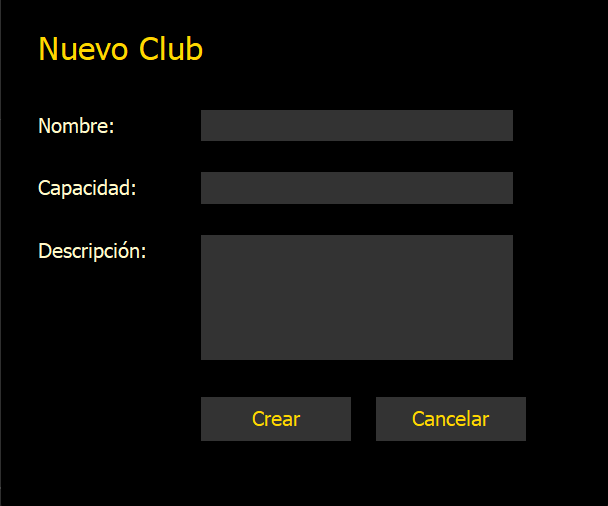 Nuevo Club
Nombre:
Capacidad:
Descripción:
Crear
Cancelar